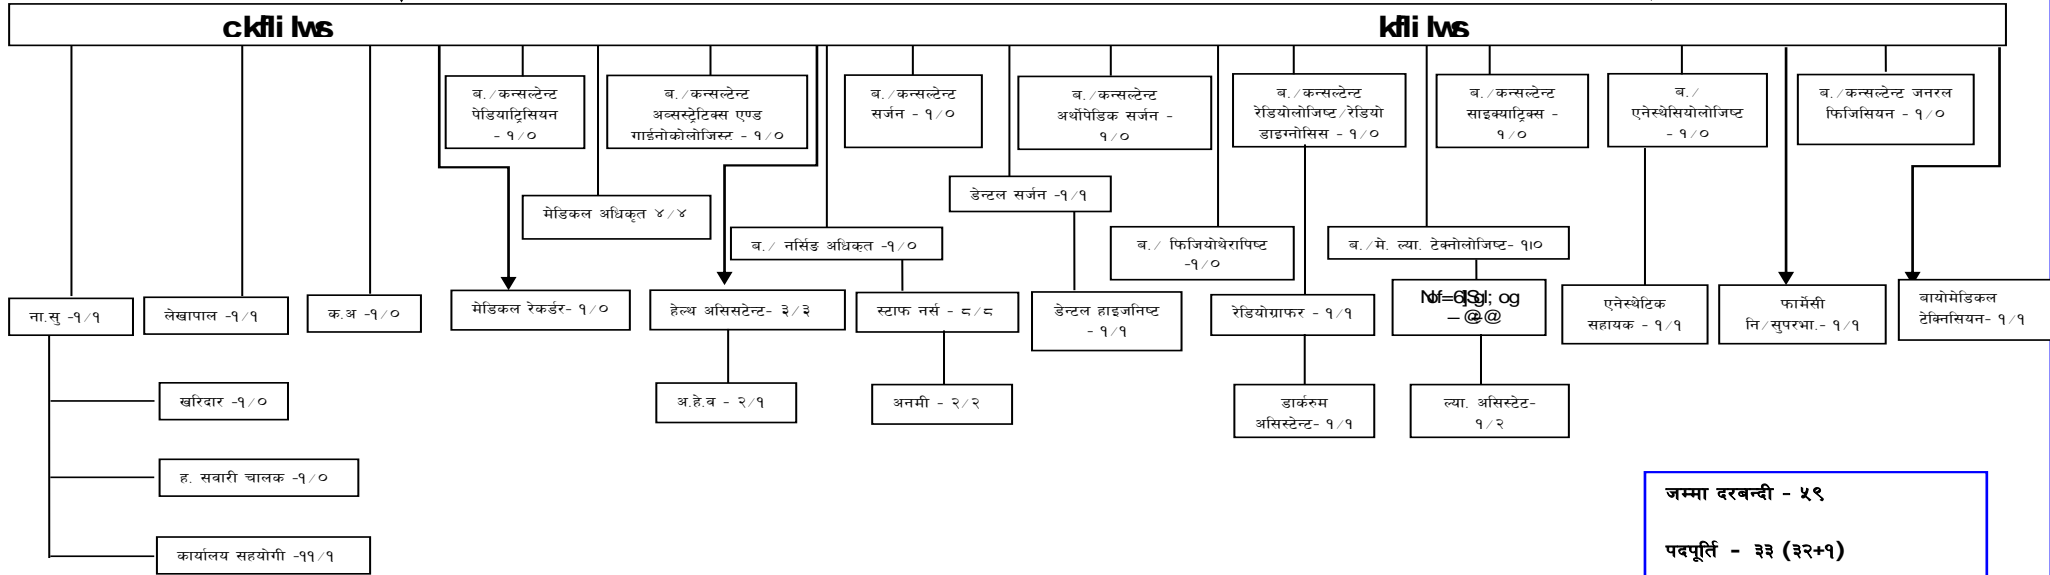 ckfli lws
kfli lws
ब./कन्सल्टेन्ट
पेडियाट्रिसियन
- १/०
ब./कन्सल्टेन्ट
अब्सस्ट्रेटिक्स एण्ड
गाईनोकोलोजिस्ट - १/०
ब./कन्सल्टेन्ट
सर्जन - १/०
ब./कन्सल्टेन्ट
अर्थोपेडिक सर्जन -
१/०
ब./कन्सल्टेन्ट
रेडियोलोजिष्ट/रेडियो
डाइग्नोसिस - १/०
ब./कन्सल्टेन्ट
साइक्याट्रिक्स -
१/०
ब./
एनेस्थेसियोलोजिष्ट
- १/०
ब./कन्सल्टेन्ट जनरल
फिजिसियन - १/०
मेडिकल अधिकृत ४/४
डेन्टल सर्जन -१/१
ब./ नर्सिङ अधिकृत -१/०
ब./ फिजियोथेरापिष्ट
-१/०
ब./मे. ल्या. टेक्नोलोजिष्ट- १।०
ना.सु -१/१
लेखापाल -१/१
क.अ -१/०
मेडिकल रेकर्डर- १/०
हेल्थ असिसटेन्ट- ३/३
स्टाफ नर्स - ८/८
डेन्टल हाइजनिष्ट
- १/१
रेडियोग्राफर - १/१
एनेस्थेटिक
सहायक - १/१
फार्मेसी
नि/सुपरभा.- १/१
बायोमेडिकल
टेक्निसियन- १/१
खरिदार -१/०
अ.हे.व - २/१
अनमी - २/२
डार्करुम
असिस्टेन्ट- १/१
ल्या. असिस्टेट-
१/२
ह. सवारी चालक -१/०
कार्यालय सहयोगी -११/१
जम्मा दरबन्दी - ५९
पदपूर्ति - ३३ (३२+१)